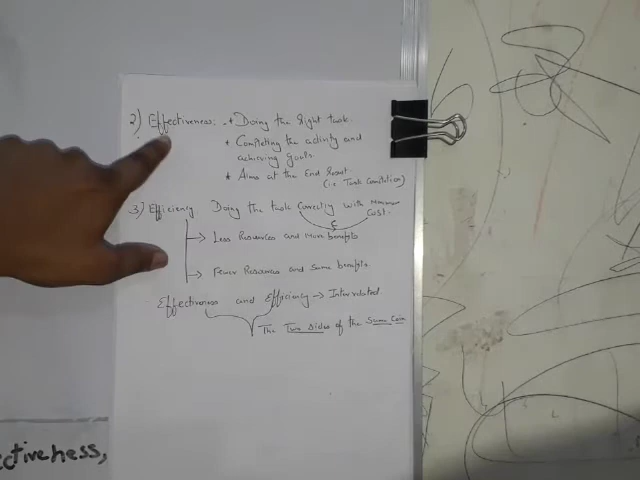 2) Effectiveness: * Doing the Right task.
* Completing the activity and
achieving goals.
* Aims at the End Result
(i.e Task Completion)
3) Efficiency Doing the task Correctly with Minimum
Cost.
→ Less Resources and More benefits
→ Fewer Resources and Same benefits
Effectiveness and Efficiency → Interrelated
The Two sides of the Same Coin
ectiveness,